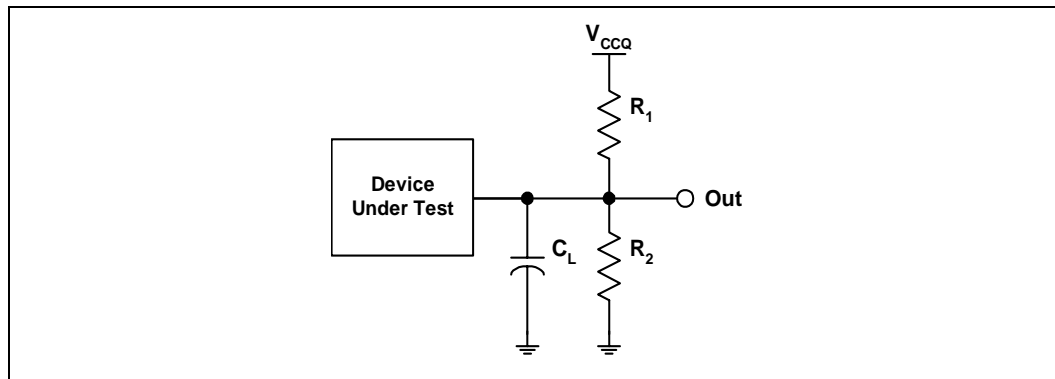 V_CCQ
R_1
Device
Under Test
Out
C_L
R_2